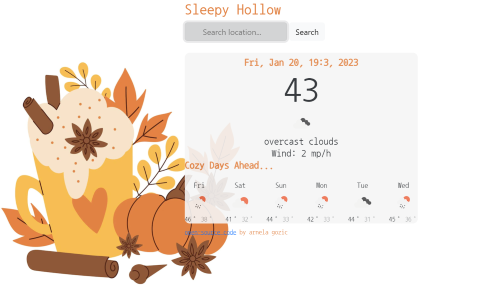 Sleepy Hollow
Search location... Search
Fri, Jan 20, 19:3, 2023
43
overcast clouds
Wind: 2 mp/h
Cozy Days Ahead...
Fri Sat Sun Mon Tue Wed
46° 38° 41° 32° 44° 33° 42° 33° 44° 31° 45° 36°
open-source code by arnela pozic